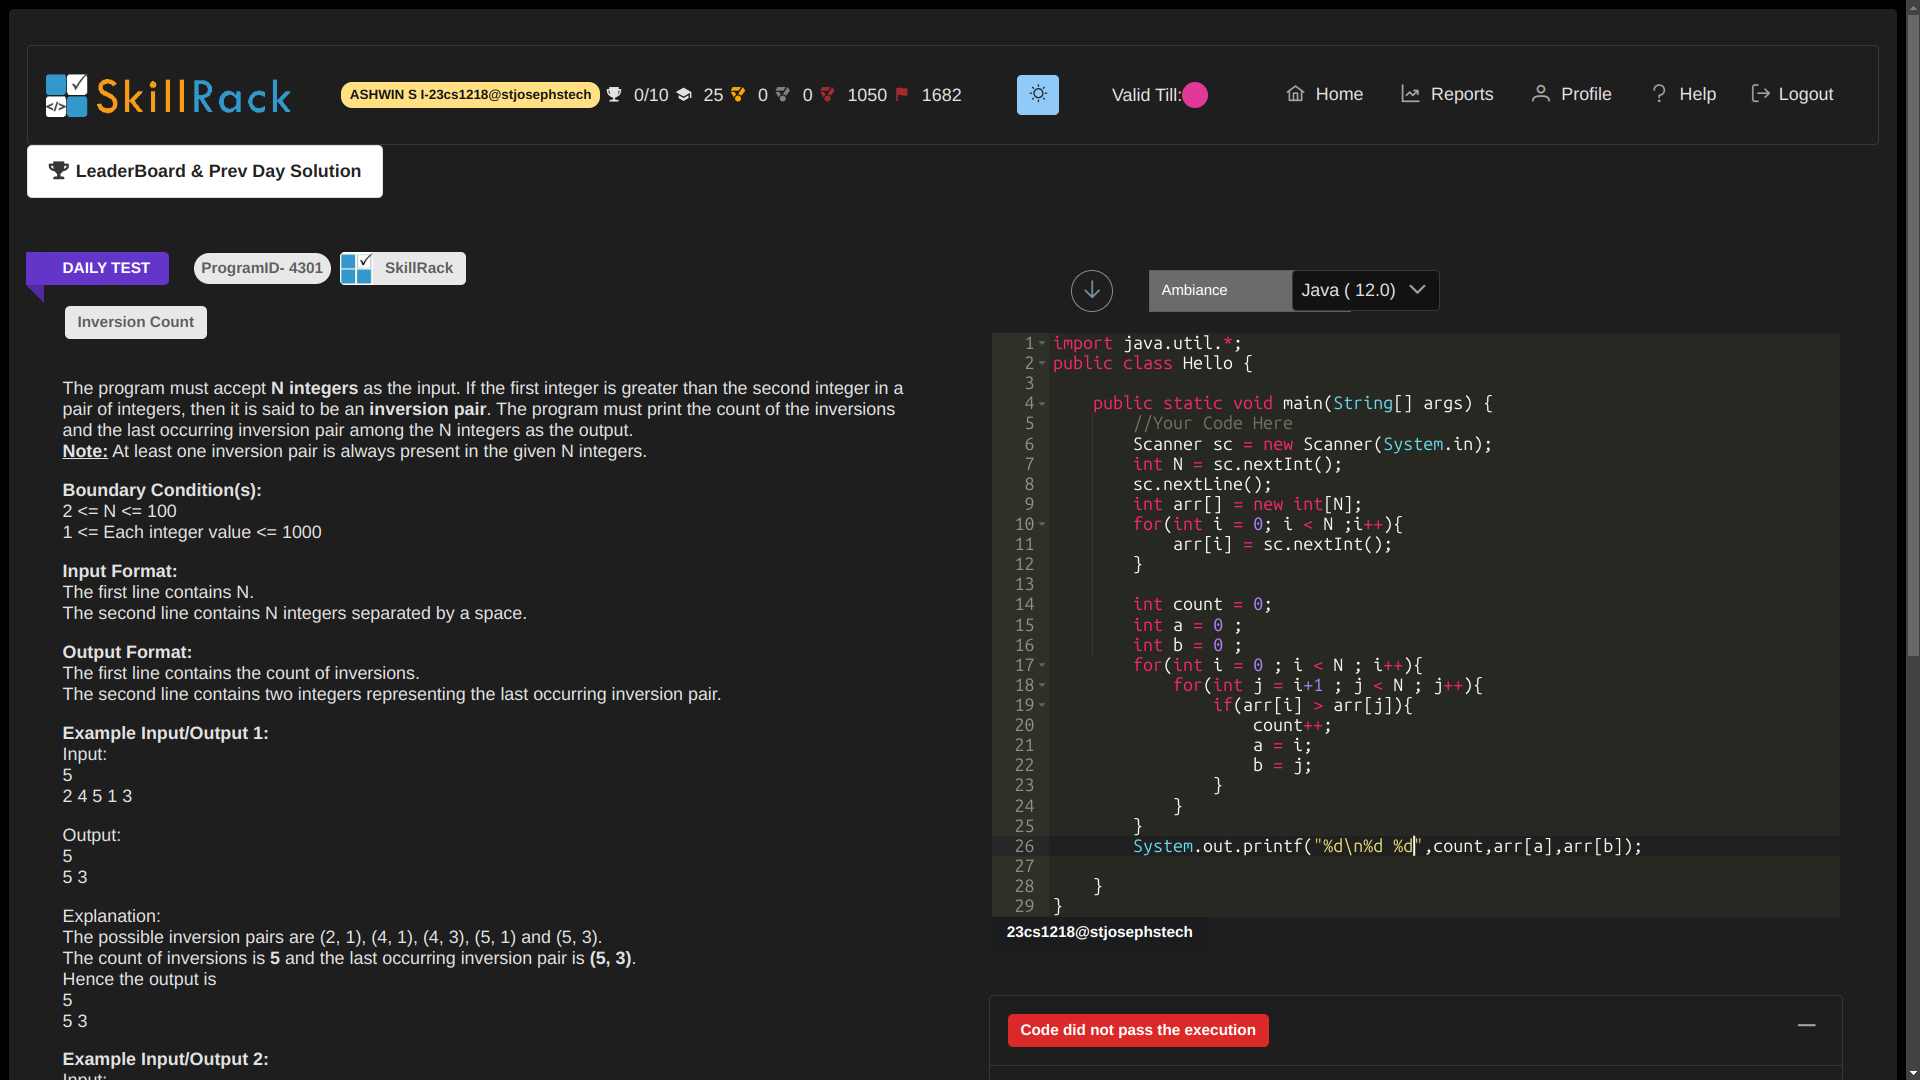 SkillRack
ASHWIN S I-23cs1218@stjosephstech 0/10 25 0 0 1050 1682
Valid Till:
Home Reports Profile ? Help Logout
LeaderBoard & Prev Day Solution
DAILY TEST ProgramID- 4301 SkillRack
Inversion Count
The program must accept N integers as the input. If the first integer is greater than the second integer in a
pair of integers, then it is said to be an inversion pair. The program must print the count of the inversions
and the last occurring inversion pair among the N integers as the output.
Note: At least one inversion pair is always present in the given N integers.
Boundary Condition(s):
2 <= N <= 100
1 <= Each integer value <= 1000
Input Format:
The first line contains N.
The second line contains N integers separated by a space.
Output Format:
The first line contains the count of inversions.
The second line contains two integers representing the last occurring inversion pair.
Example Input/Output 1:
Input:
5
2 4 5 1 3
Output:
5
5 3
Explanation:
The possible inversion pairs are (2, 1), (4, 1), (4, 3), (5, 1) and (5, 3).
The count of inversions is 5 and the last occurring inversion pair is (5, 3).
Hence the output is
5
5 3
Example Input/Output 2:
Input:
Ambiance Java ( 12.0)
1 import java.util.*;
2 public class Hello {
3
4 public static void main(String[] args) {
5 //Your Code Here
6 Scanner sc = new Scanner(System.in);
7 int N = sc.nextInt();
8 sc.nextLine();
9 int arr[] = new int[N];
10 for(int i = 0; i < N ;i++){
11 arr[i] = sc.nextInt();
12 }
13
14 int count = 0;
15 int a = 0 ;
16 int b = 0 ;
17 for(int i = 0 ; i < N ; i++){
18 for(int j = i+1 ; j < N ; j++){
19 if(arr[i] > arr[j]){
20 count++;
21 a = i;
22 b = j;
23 }
24 }
25 }
26 System.out.printf("%d\n%d %d",count,arr[a],arr[b]);
27
28 }
29 }
23cs1218@stjosephstech
Code did not pass the execution